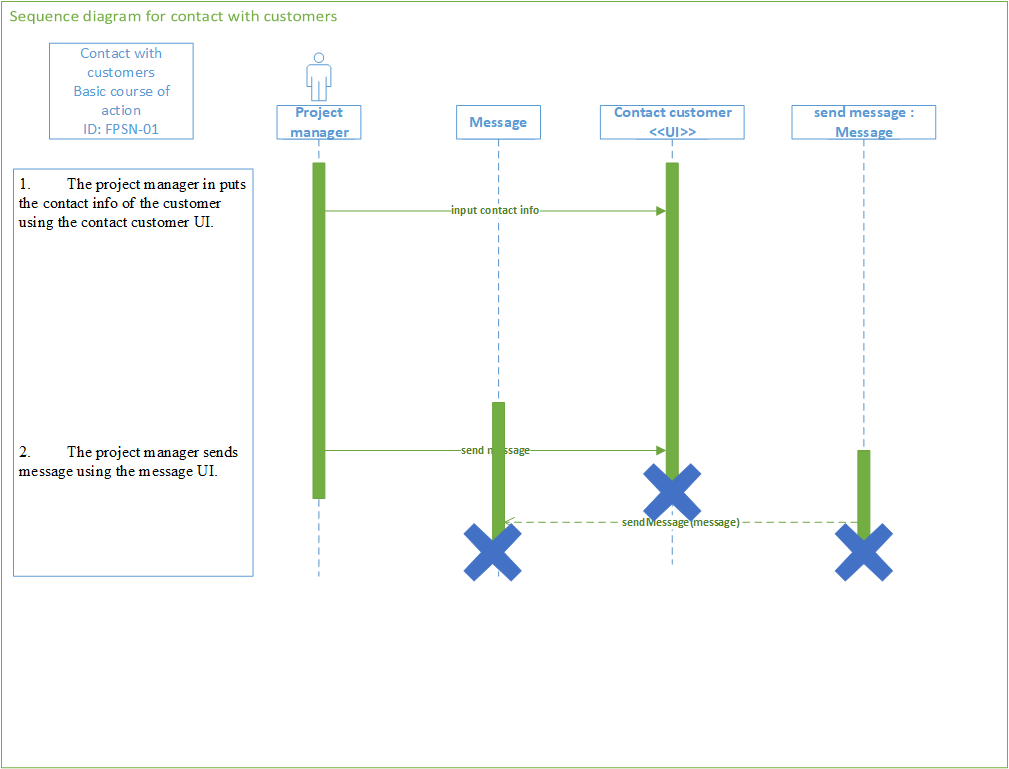 Sequence diagram for contact with customers
Contact with
customers
Basic course of
action
ID: FPSN-01
Project
manager
Message
Contact customer
<<UI>>
send message :
Message
1. The project manager in puts
the contact info of the customer
using the contact customer UI.
input contact info
2. The project manager sends
message using the message UI.
send message
sendMessage(message)